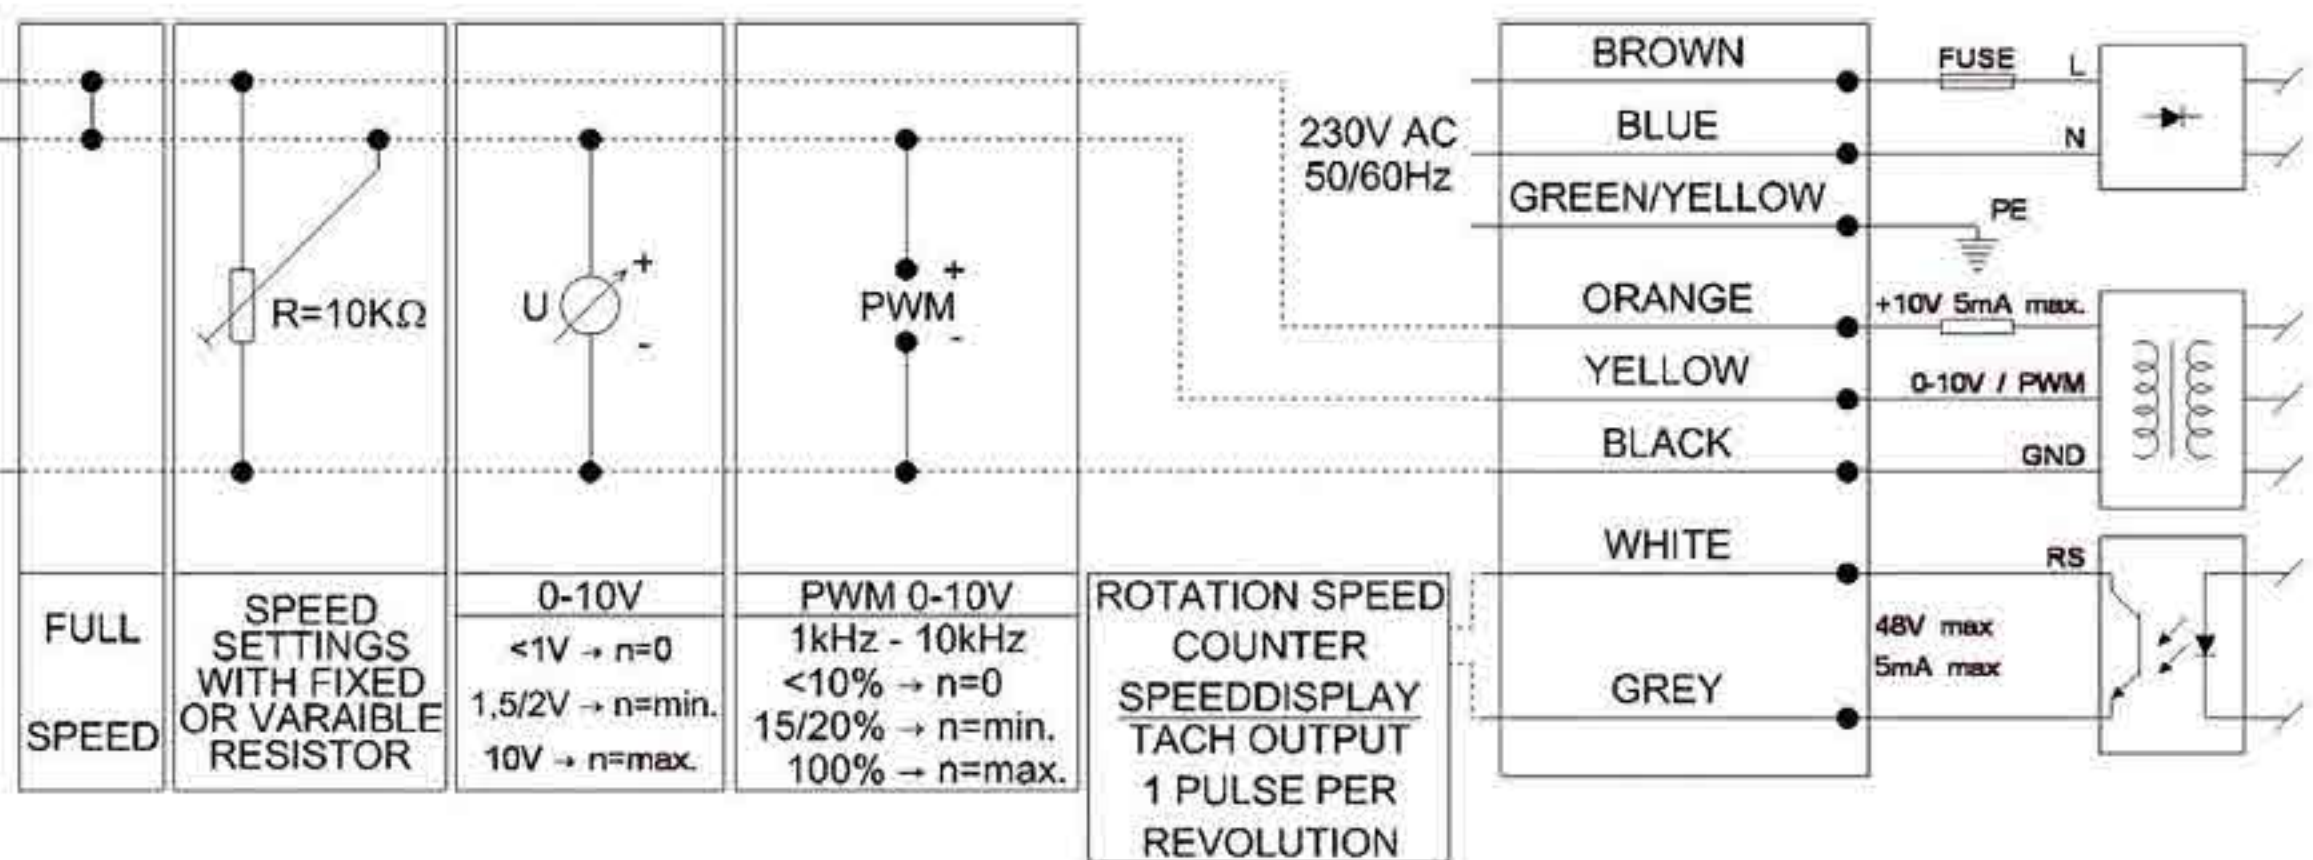 R=10KΩ
U
+
-
+
PWM
-
FULL
SPEED
SPEED
SETTINGS
WITH FIXED
OR VARAIBLE
RESISTOR
0-10V
<1V → n=0
1,5/2V → n=min.
10V → n=max.
PWM 0-10V
1kHz - 10kHz
<10% → n=0
15/20% → n=min.
100% → n=max.
ROTATION SPEED
COUNTER
SPEEDDISPLAY
TACH OUTPUT
1 PULSE PER
REVOLUTION
230V AC
50/60Hz
BROWN
BLUE
GREEN/YELLOW
ORANGE
YELLOW
BLACK
WHITE
GREY
FUSE
L
N
PE
+10V 5mA max.
0-10V / PWM
GND
RS
48V max
5mA max